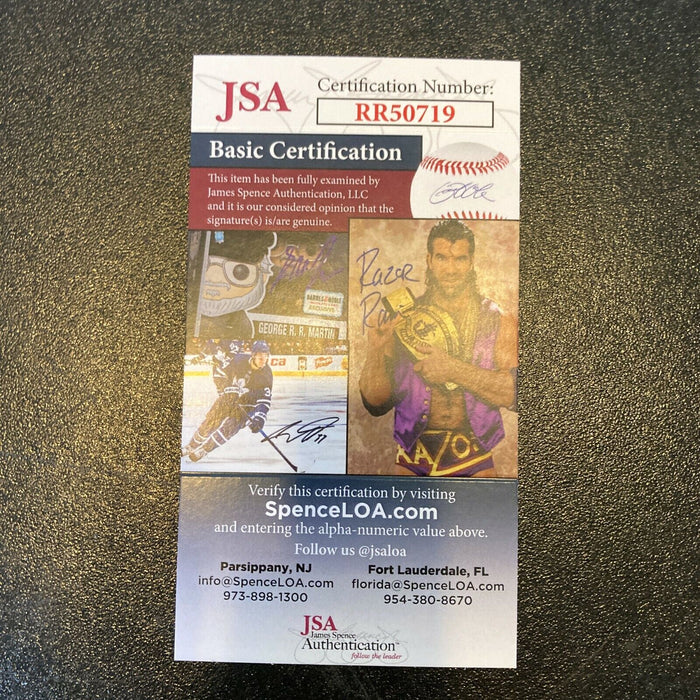 JSA
Certification Number:
RR50719
Basic Certification
This item has been fully examined by
James Spence Authentication, LLC
and it is our considered opinion that the
signature(s) is/are genuine.
Razor
GEORGE R. R. MARTIN
Verify this certification by visiting
SpenceLOA.com
and entering the alpha-numeric value above.
Follow us @jsaloa
Parsippany, NJ
info@SpenceLOA.com
973-898-1300
Fort Lauderdale, FL
florida@SpenceLOA.com
954-380-8670
JSA
James Spence
Authentication™
follow the leader